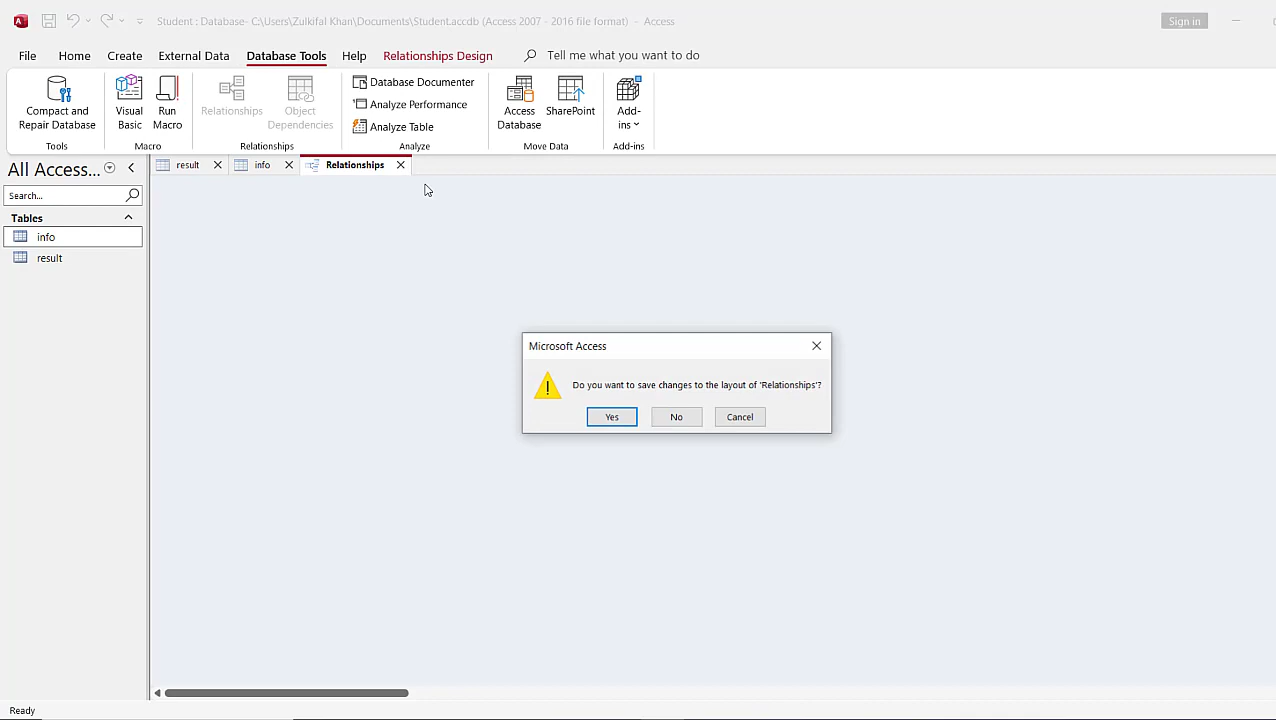 Student : Database- C:\Users\Zulkifal Khan\Documents\Student.accdb (Access 2007 - 2016 file format) - Access
Sign in
File Home Create External Data Database Tools Help Relationships Design Tell me what you want to do
Compact and
Repair Database
Tools
Visual
Basic
Run
Macro
Macro
Relationships
Object
Dependencies
Relationships
Database Documenter
Analyze Performance
Analyze Table
Analyze
Access
Database
SharePoint
Move Data
Add-
ins
Add-ins
All Access...
result info Relationships
Search...
Tables
info
result
Microsoft Access
Do you want to save changes to the layout of 'Relationships'?
Yes No Cancel
Ready